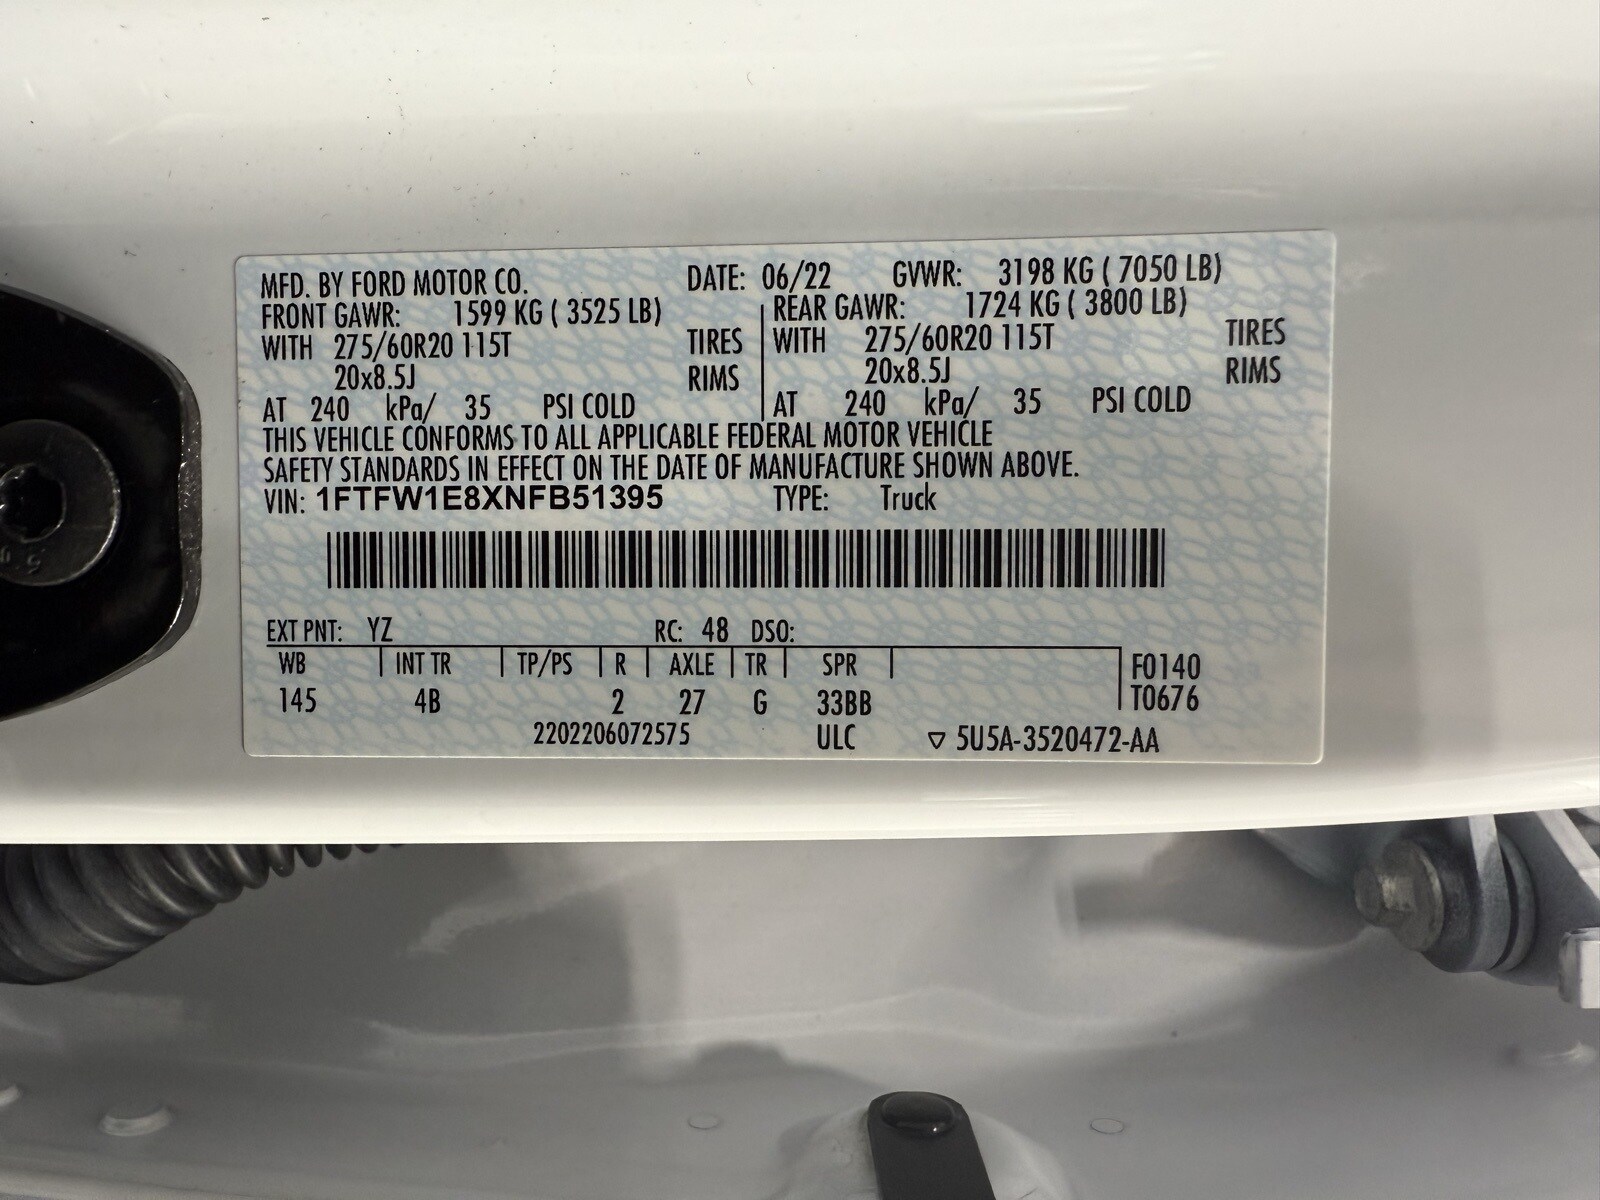 MFD. BY FORD MOTOR CO. DATE: 06/22 GVWR: 3198 KG ( 7050 LB)
FRONT GAWR: 1599 KG ( 3525 LB) REAR GAWR: 1724 KG ( 3800 LB)
WITH 275/60R20 115T TIRES WITH 275/60R20 115T TIRES
20x8.5J RIMS 20x8.5J RIMS
AT 240 kPa/ 35 PSI COLD AT 240 kPa/ 35 PSI COLD
THIS VEHICLE CONFORMS TO ALL APPLICABLE FEDERAL MOTOR VEHICLE
SAFETY STANDARDS IN EFFECT ON THE DATE OF MANUFACTURE SHOWN ABOVE.
VIN: 1FTFW1E8XNFB51395 TYPE: Truck
EXT PNT: YZ RC: 48 DSO:
WB INT TR TP/PS R AXLE TR SPR F0140
145 4B 2 27 G 33BB T0676
2202206072575 ULC ▽ 5U5A-3520472-AA